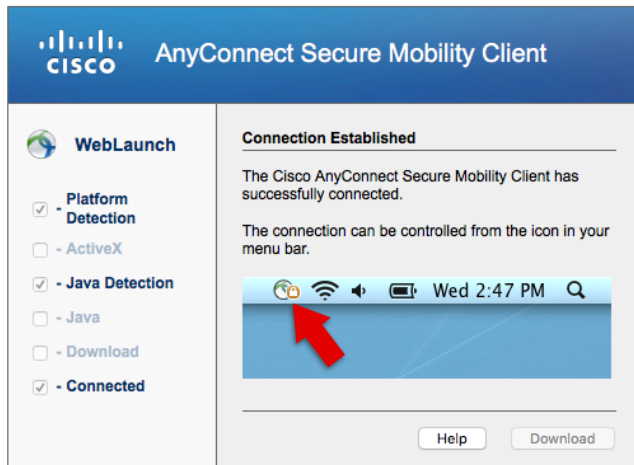 CISCO
AnyConnect Secure Mobility Client
WebLaunch
- Platform
Detection
- ActiveX
- Java Detection
- Java
- Download
- Connected
Connection Established
The Cisco AnyConnect Secure Mobility Client has
successfully connected.
The connection can be controlled from the icon in your
menu bar.
Wed 2:47 PM
Help
Download